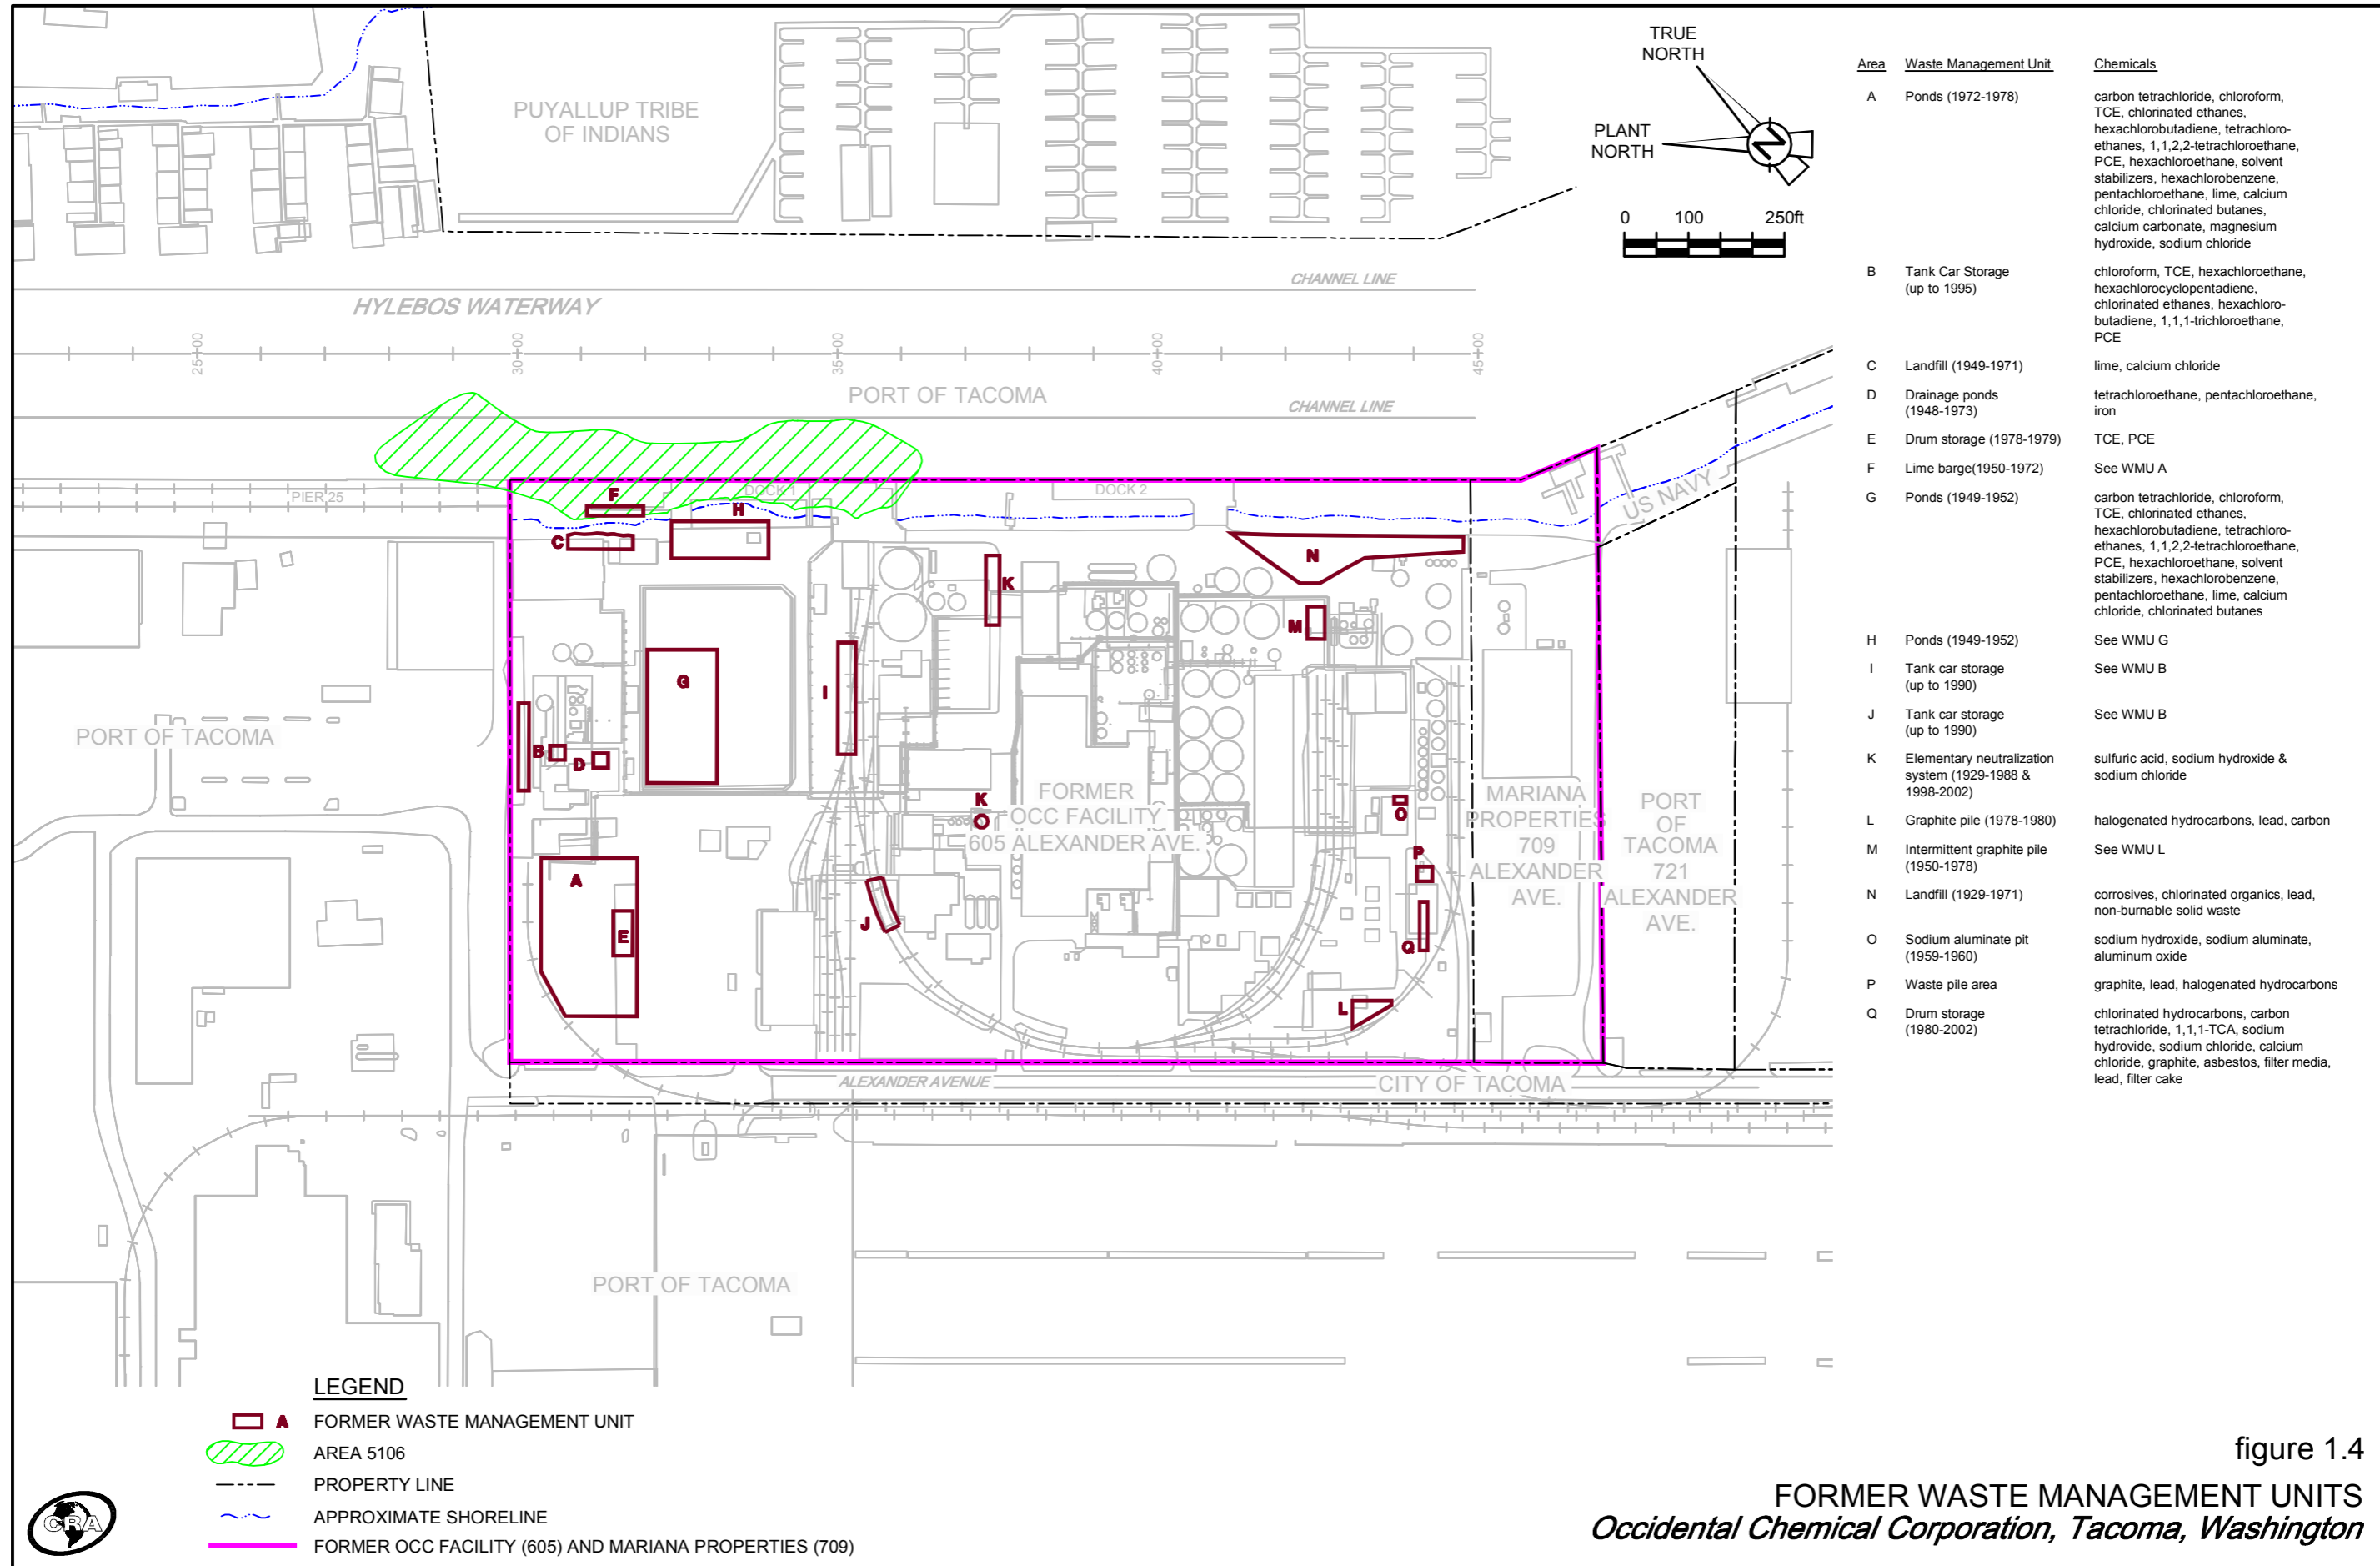 TRUE
NORTH
PLANT
NORTH
0 100 250ft
PUYALLUP TRIBE
OF INDIANS
CHANNEL LINE
HYLEBOS WATERWAY
25+00
30+00
35+00
40+00
45+00
PORT OF TACOMA
CHANNEL LINE
PIER 25
DOCK 1
DOCK 2
US NAVY
F
H
C
N
K
M
G
I
B
D
PORT OF TACOMA
K
O
P
A
E
J
Q
L
FORMER
OCC FACILITY
605 ALEXANDER AVE.
MARIANA
PROPERTIES
709
ALEXANDER
AVE.
PORT
OF
TACOMA
721
ALEXANDER
AVE.
ALEXANDER AVENUE
CITY OF TACOMA
PORT OF TACOMA
Area Waste Management Unit Chemicals
A Ponds (1972-1978) carbon tetrachloride, chloroform,
TCE, chlorinated ethanes,
hexachlorobutadiene, tetrachloro-
ethanes, 1,1,2,2-tetrachloroethane,
PCE, hexachloroethane, solvent
stabilizers, hexachlorobenzene,
pentachloroethane, lime, calcium
chloride, chlorinated butanes,
calcium carbonate, magnesium
hydroxide, sodium chloride
B Tank Car Storage chloroform, TCE, hexachloroethane,
(up to 1995) hexachlorocyclopentadiene,
chlorinated ethanes, hexachloro-
butadiene, 1,1,1-trichloroethane,
PCE
C Landfill (1949-1971) lime, calcium chloride
D Drainage ponds tetrachloroethane, pentachloroethane,
(1948-1973) iron
E Drum storage (1978-1979) TCE, PCE
F Lime barge(1950-1972) See WMU A
G Ponds (1949-1952) carbon tetrachloride, chloroform,
TCE, chlorinated ethanes,
hexachlorobutadiene, tetrachloro-
ethanes, 1,1,2,2-tetrachloroethane,
PCE, hexachloroethane, solvent
stabilizers, hexachlorobenzene,
pentachloroethane, lime, calcium
chloride, chlorinated butanes
H Ponds (1949-1952) See WMU G
I Tank car storage See WMU B
(up to 1990)
J Tank car storage See WMU B
(up to 1990)
K Elementary neutralization sulfuric acid, sodium hydroxide &
system (1929-1988 & sodium chloride
1998-2002)
L Graphite pile (1978-1980) halogenated hydrocarbons, lead, carbon
M Intermittent graphite pile See WMU L
(1950-1978)
N Landfill (1929-1971) corrosives, chlorinated organics, lead,
non-burnable solid waste
O Sodium aluminate pit sodium hydroxide, sodium aluminate,
(1959-1960) aluminum oxide
P Waste pile area graphite, lead, halogenated hydrocarbons
Q Drum storage chlorinated hydrocarbons, carbon
(1980-2002) tetrachloride, 1,1,1-TCA, sodium
hydrovide, sodium chloride, calcium
chloride, graphite, asbestos, filter media,
lead, filter cake
LEGEND
A FORMER WASTE MANAGEMENT UNIT
AREA 5106
PROPERTY LINE
APPROXIMATE SHORELINE
FORMER OCC FACILITY (605) AND MARIANA PROPERTIES (709)
CRA
figure 1.4
FORMER WASTE MANAGEMENT UNITS
Occidental Chemical Corporation, Tacoma, Washington